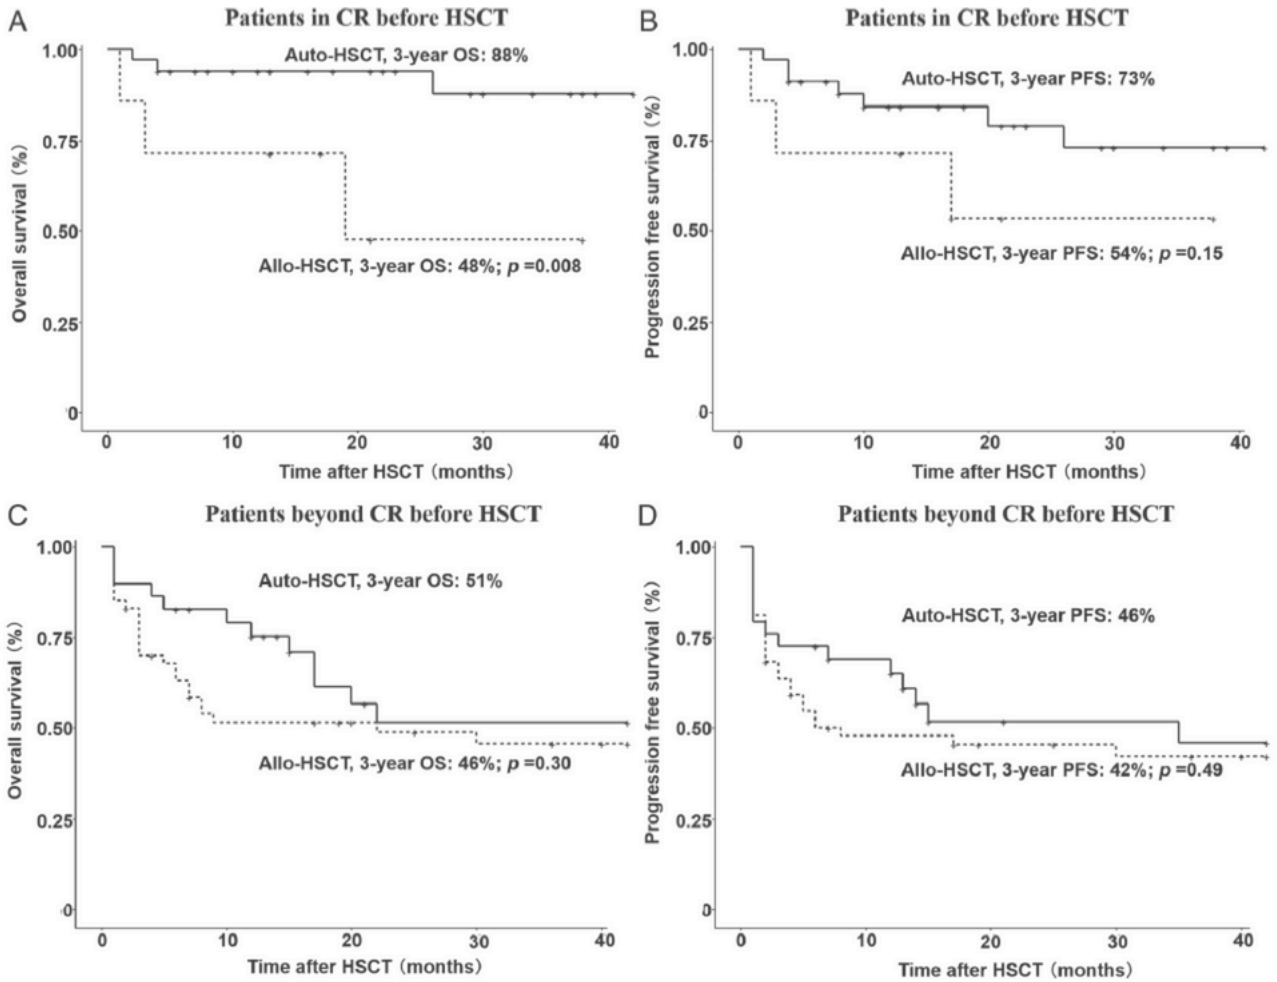 A
Patients in CR before HSCT
1.00
0.75
0.50
0.25
0
Overall survival (%)
Auto-HSCT, 3-year OS: 88%
Allo-HSCT, 3-year OS: 48%; p =0.008
0 10 20 30 40
Time after HSCT (months)
B
Patients in CR before HSCT
1.00
0.75
0.50
0.25
0
Progression free survival (%)
Auto-HSCT, 3-year PFS: 73%
Allo-HSCT, 3-year PFS: 54%; p =0.15
0 10 20 30 40
Time after HSCT (months)
C
Patients beyond CR before HSCT
1.00
0.75
0.50
0.25
0
Overall survival (%)
Auto-HSCT, 3-year OS: 51%
Allo-HSCT, 3-year OS: 46%; p =0.30
0 10 20 30 40
Time after HSCT (months)
D
Patients beyond CR before HSCT
1.00
0.75
0.50
0.25
0
Progression free survival (%)
Auto-HSCT, 3-year PFS: 46%
Allo-HSCT, 3-year PFS: 42%; p =0.49
0 10 20 30 40
Time after HSCT (months)